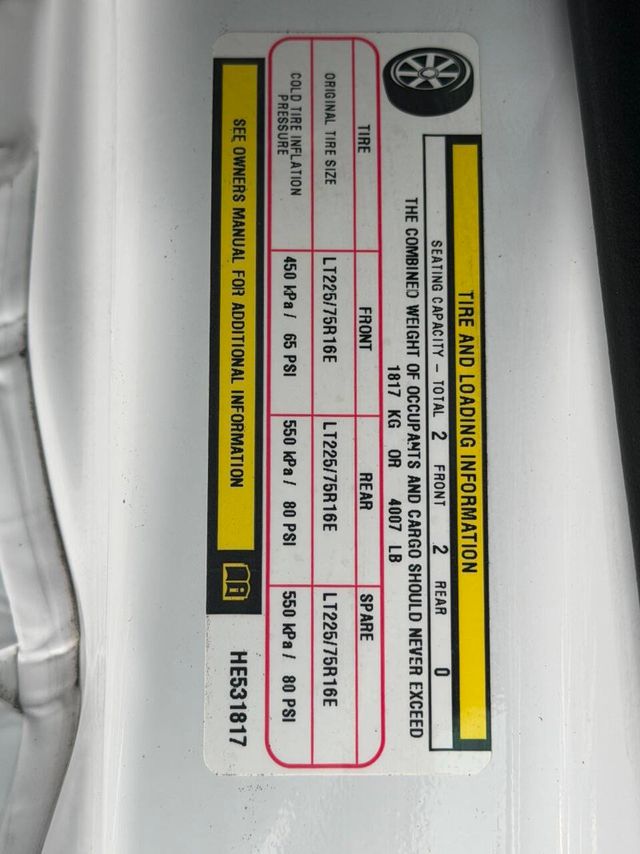 TIRE AND LOADING INFORMATION
SEATING CAPACITY - TOTAL 2 FRONT 2 REAR 0
THE COMBINED WEIGHT OF OCCUPANTS AND CARGO SHOULD NEVER EXCEED
1817 KG OR 4007 LB
TIRE FRONT REAR SPARE
ORIGINAL TIRE SIZE LT225/75R16E LT225/75R16E LT225/75R16E
COLD TIRE INFLATION
PRESSURE 450 kPa / 65 PSI 550 kPa / 80 PSI 550 kPa / 80 PSI
SEE OWNERS MANUAL FOR ADDITIONAL INFORMATION
HE531817